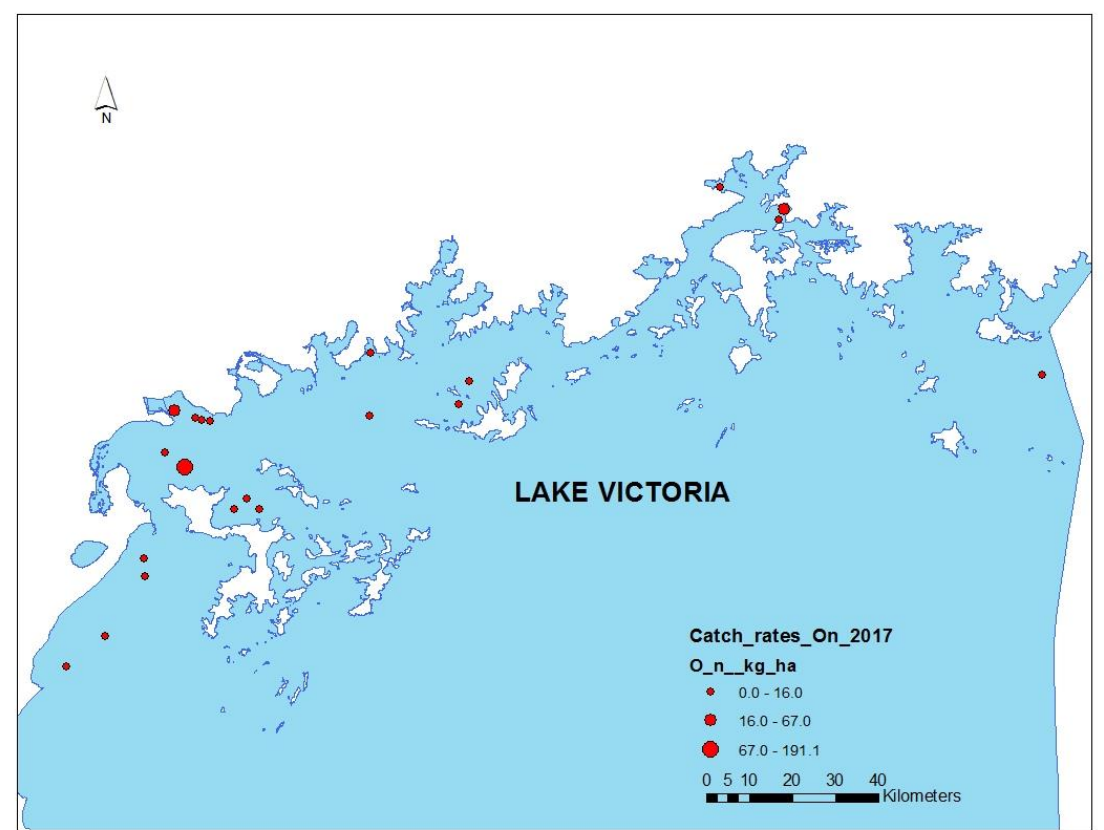 N
LAKE VICTORIA
Catch_rates_On_2017
O_n__kg_ha
0.0 - 16.0
16.0 - 67.0
67.0 - 191.1
0 5 10 20 30 40
Kilometers